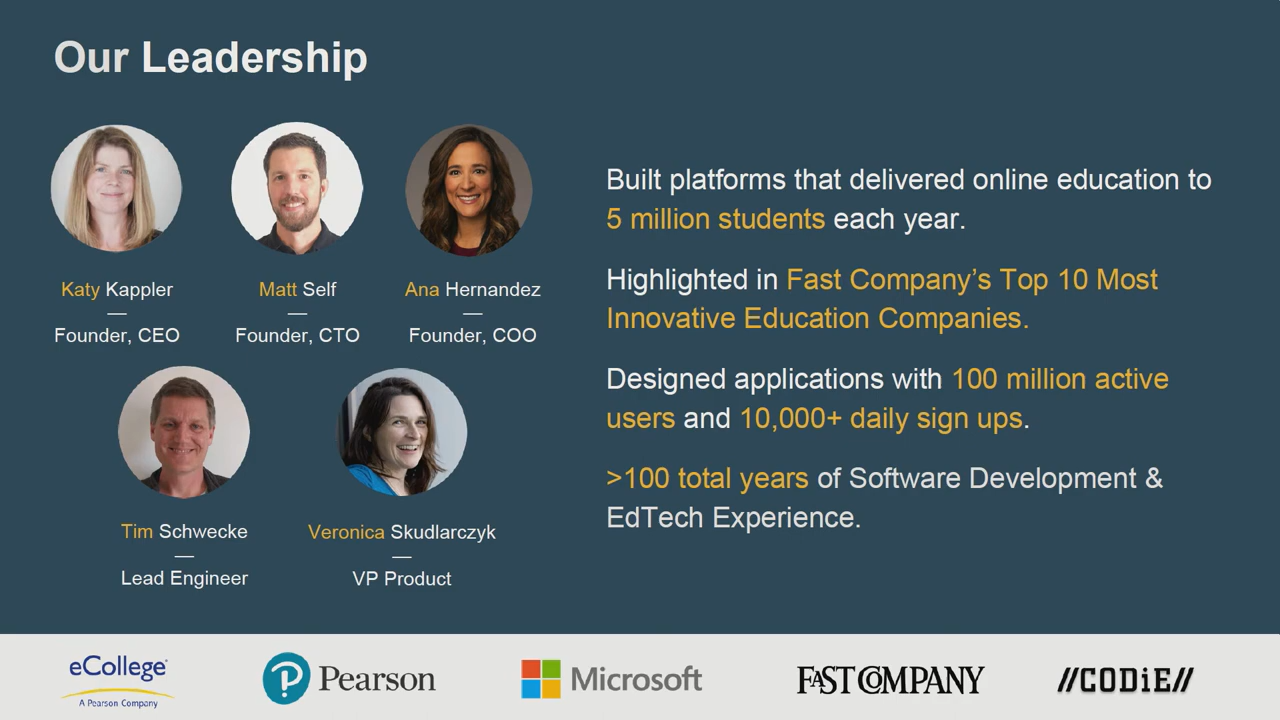 Our Leadership
Katy Kappler
—
Founder, CEO
Matt Self
—
Founder, CTO
Ana Hernandez
—
Founder, COO
Tim Schwecke
—
Lead Engineer
Veronica Skudlarczyk
—
VP Product
Built platforms that delivered online education to
5 million students each year.
Highlighted in Fast Company’s Top 10 Most
Innovative Education Companies.
Designed applications with 100 million active
users and 10,000+ daily sign ups.
>100 total years of Software Development &
EdTech Experience.
eCollege
A Pearson Company
P Pearson
Microsoft
FAST COMPANY
//CODiE//